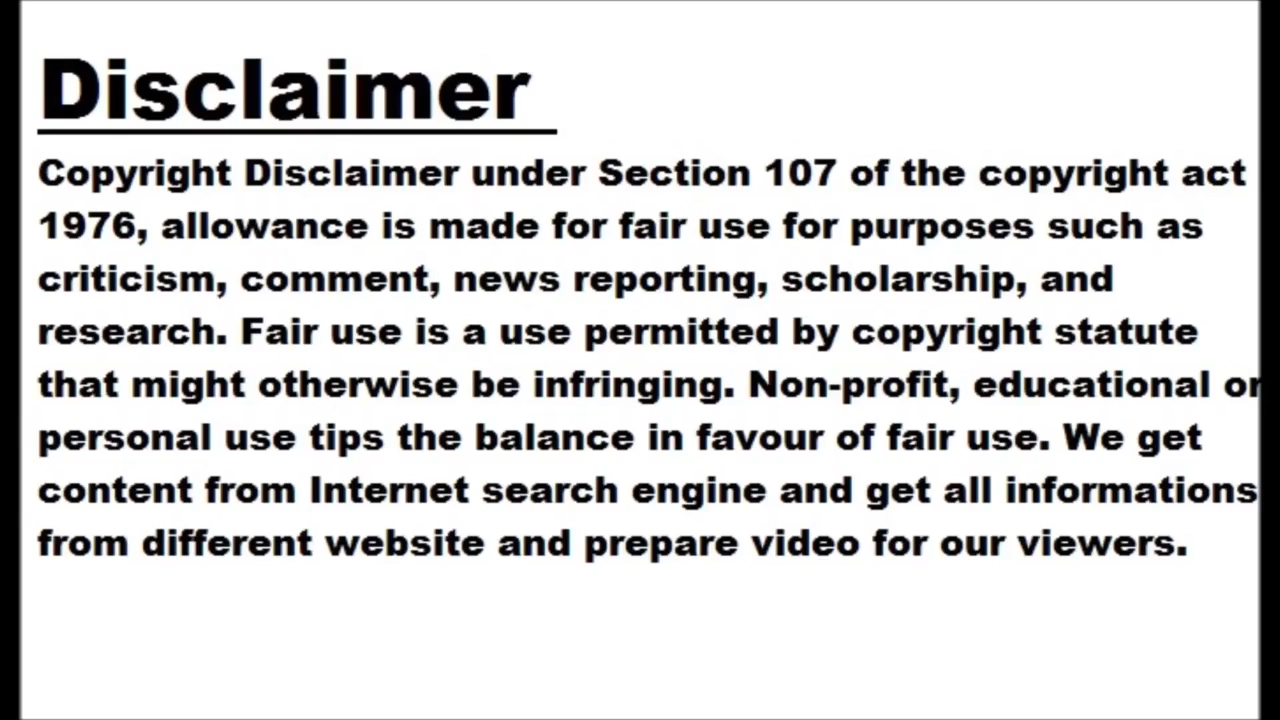 Disclaimer
Copyright Disclaimer under Section 107 of the copyright act
1976, allowance is made for fair use for purposes such as
criticism, comment, news reporting, scholarship, and
research. Fair use is a use permitted by copyright statute
that might otherwise be infringing. Non-profit, educational or
personal use tips the balance in favour of fair use. We get
content from Internet search engine and get all informations
from different website and prepare video for our viewers.